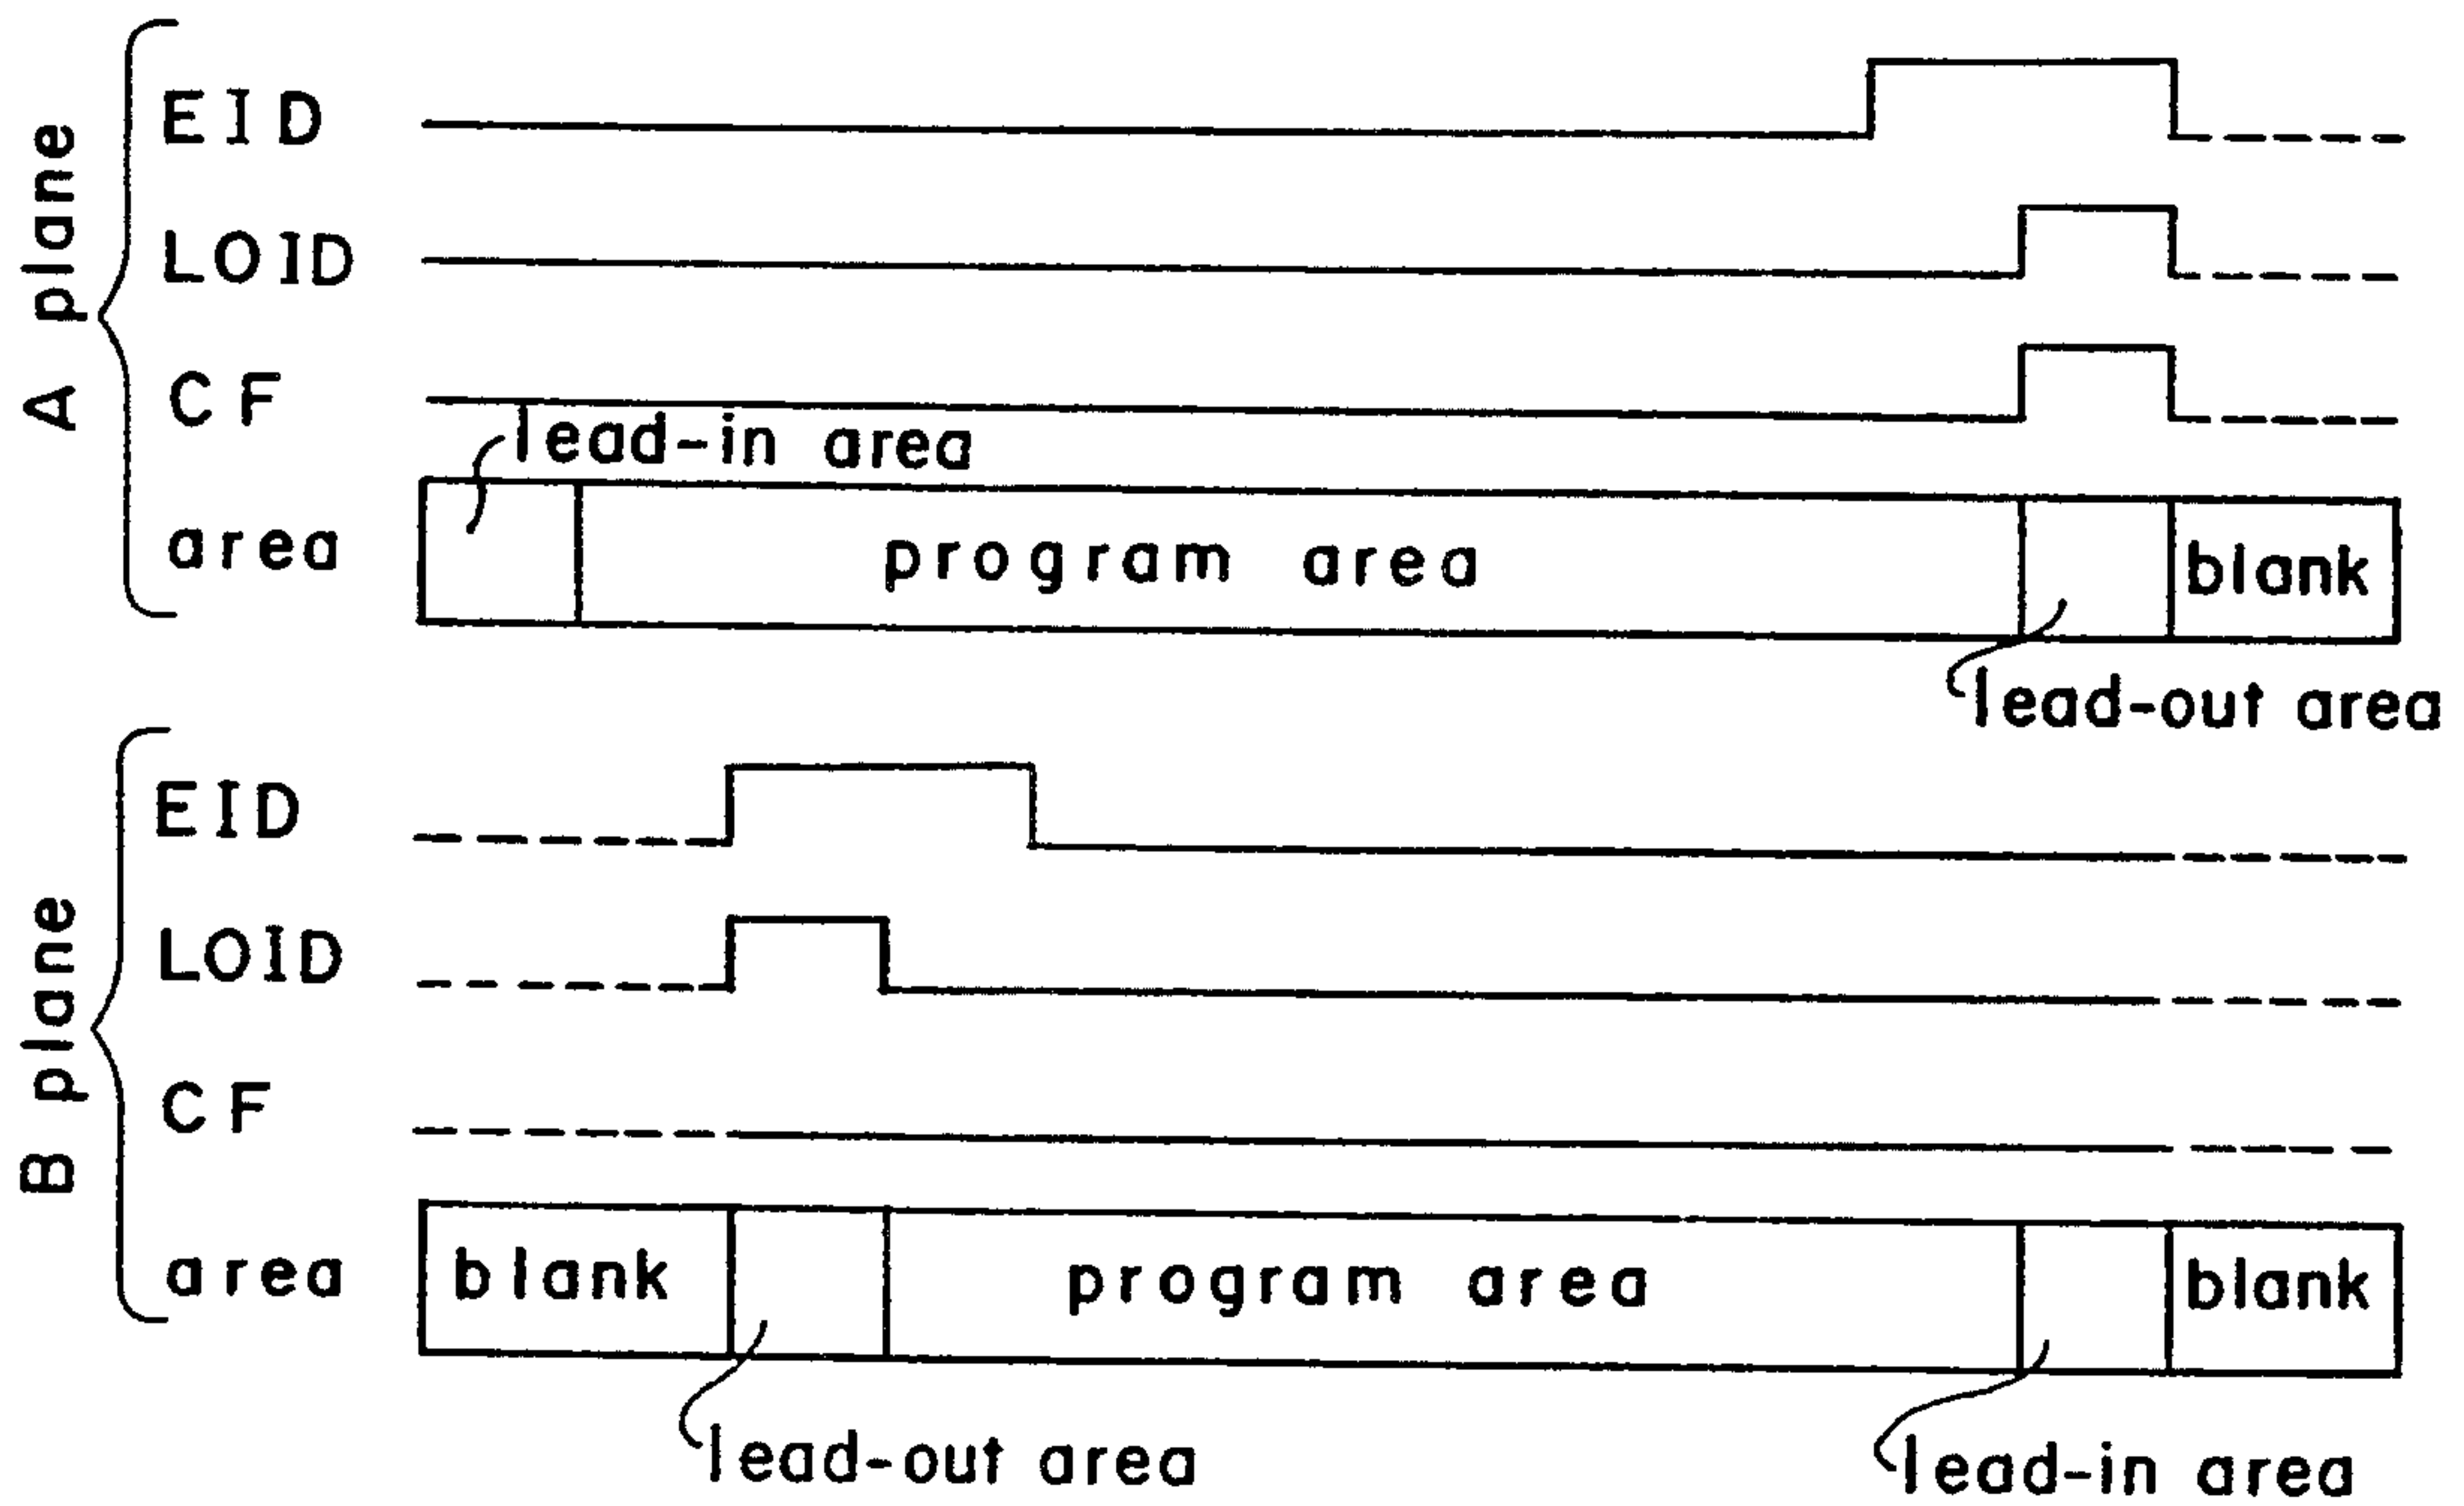 A plane
EID
LOID
CF
lead-in area
area
program area
blank
lead-out area
B plane
EID
LOID
CF
area
blank
program area
blank
lead-out area
lead-in area